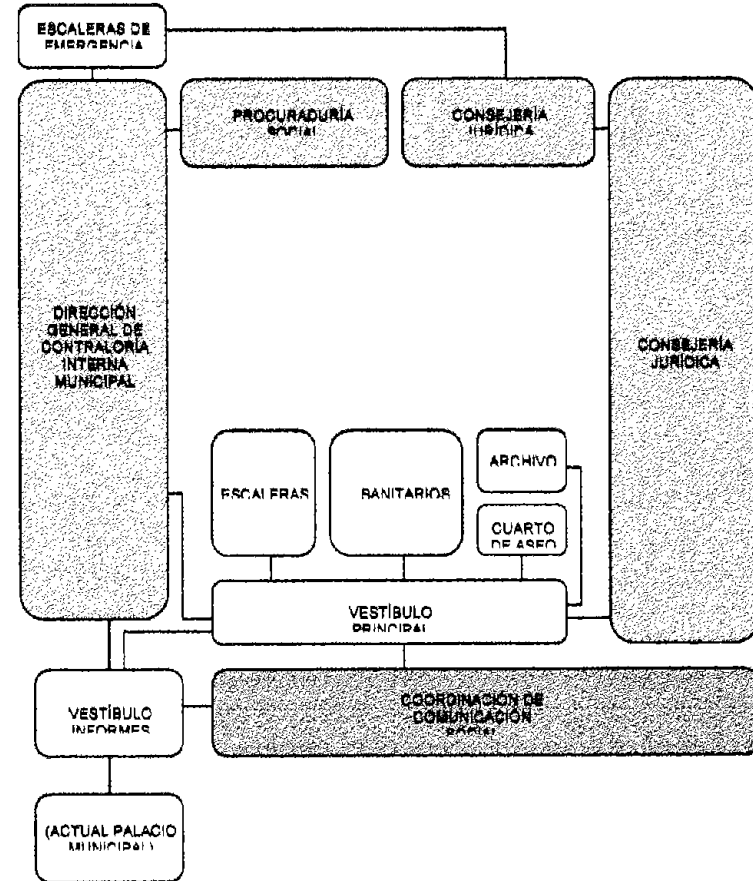 ESCALERAS DE
EMERGENCIA
PROCURADURÍA
SOCIAL
CONSEJERÍA
JURÍDICA
DIRECCIÓN
GENERAL DE
CONTRALORÍA
INTERNA
MUNICIPAL
CONSEJERÍA
JURÍDICA
ESCALERAS
SANITARIOS
ARCHIVO
CUARTO
DE ASEO
VESTÍBULO
PRINCIPAL
VESTÍBULO
INFORMES
COORDINACIÓN DE
COMUNICACIÓN
SOCIAL
(ACTUAL PALACIO
MUNICIPAL)